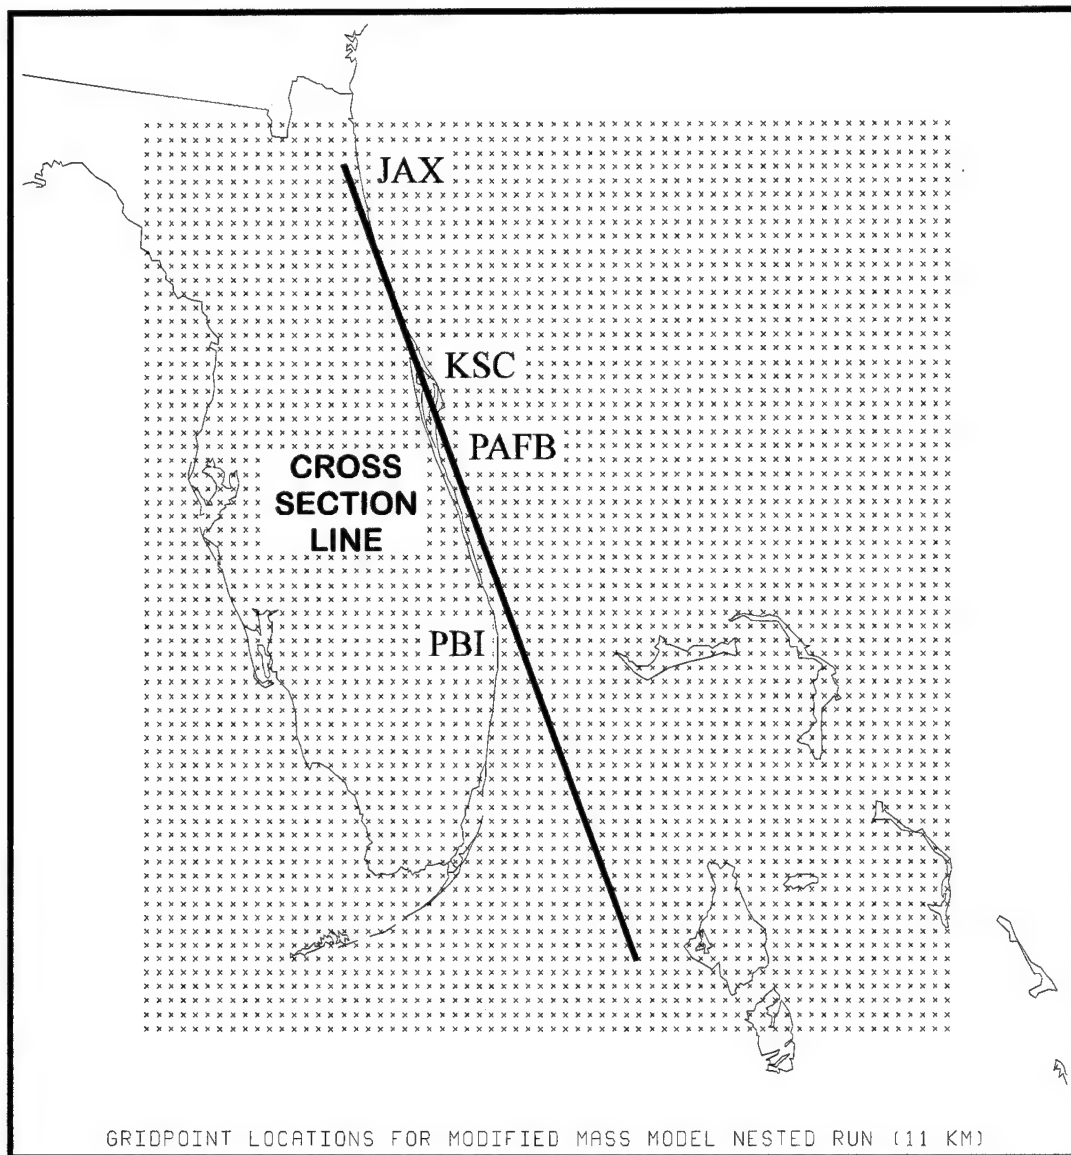 JAX
KSC
PAFB
CROSS
SECTION
LINE
PBI
GRIDPOINT LOCATIONS FOR MODIFIED MASS MODEL NESTED RUN (11 KM)